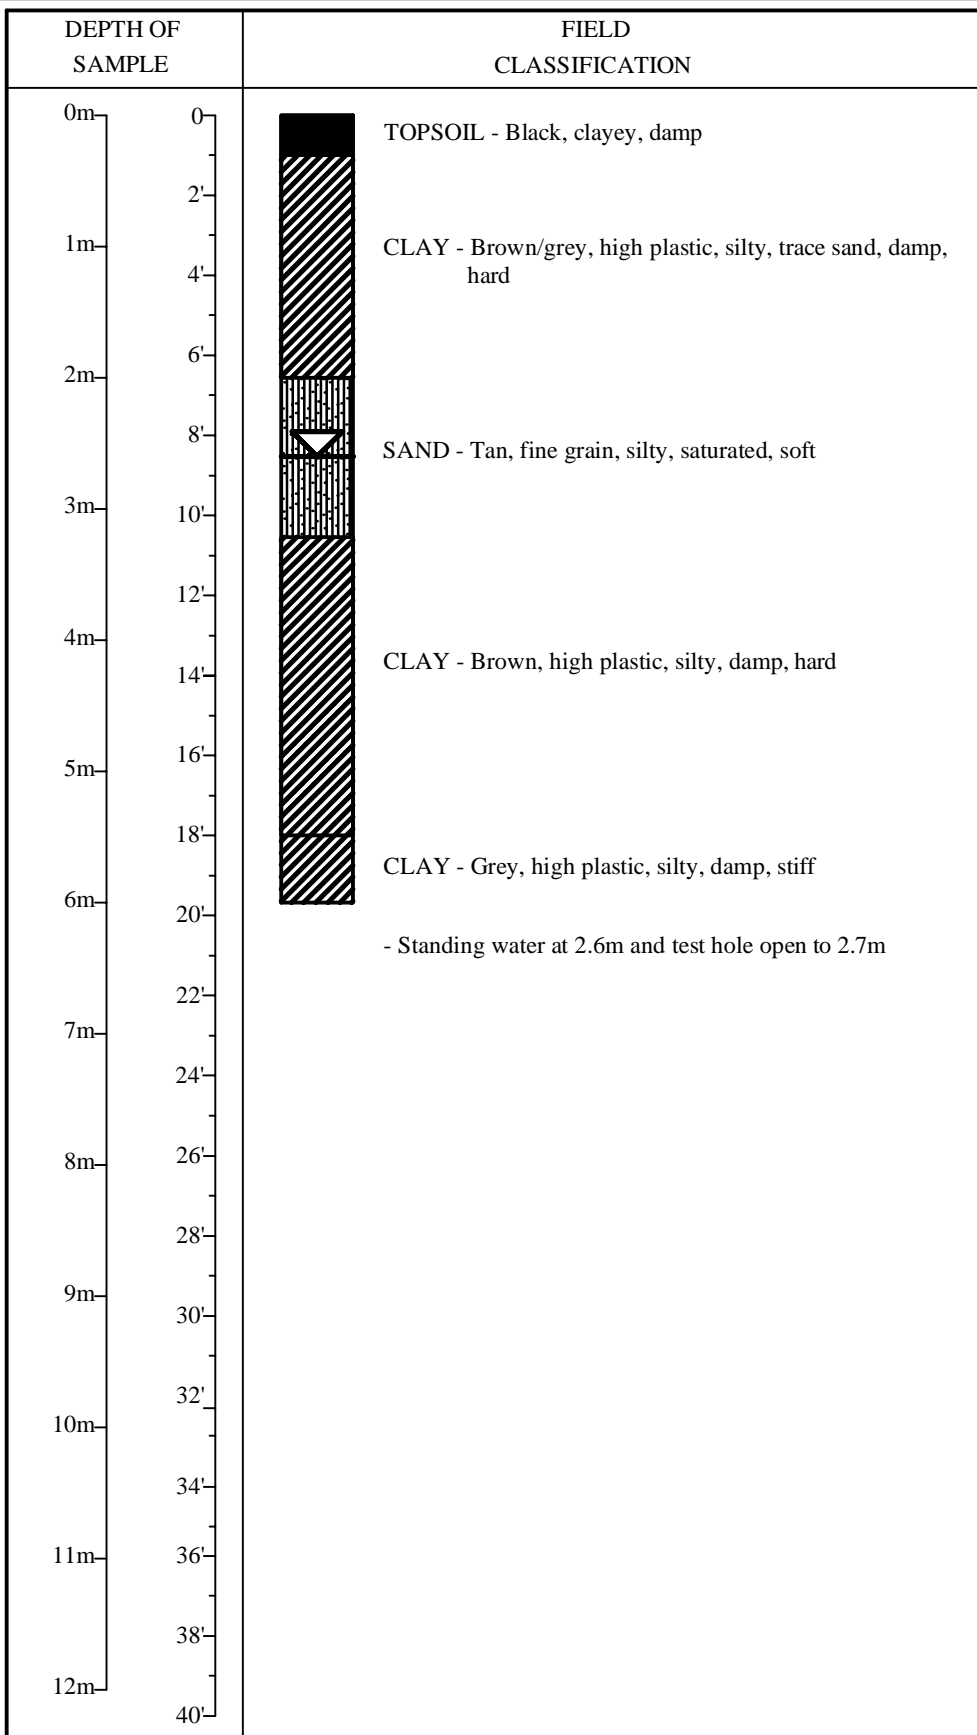 DEPTH OF
SAMPLE
FIELD
CLASSIFICATION
0m
1m
2m
3m
4m
5m
6m
7m
8m
9m
10m
11m
12m
0
2'
4'
6'
8'
10'
12'
14'
16'
18'
20'
22'
24'
26'
28'
30'
32'
34'
36'
38'
40'
TOPSOIL - Black, clayey, damp
CLAY - Brown/grey, high plastic, silty, trace sand, damp,
hard
SAND - Tan, fine grain, silty, saturated, soft
CLAY - Brown, high plastic, silty, damp, hard
CLAY - Grey, high plastic, silty, damp, stiff
- Standing water at 2.6m and test hole open to 2.7m